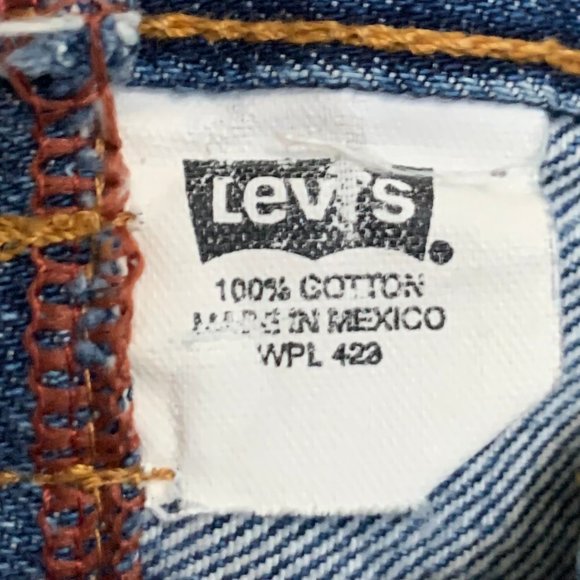 Levi's
100% COTTON
MADE IN MEXICO
WPL 423